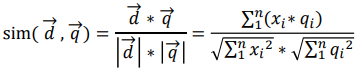 sim( d⃗ , q⃗) = (d⃗ * q⃗) / (|d⃗| * |q⃗|) = ∑₁ⁿ(xᵢ* qᵢ) / (√(∑₁ⁿ xᵢ²) * √(∑₁ⁿ qᵢ²))